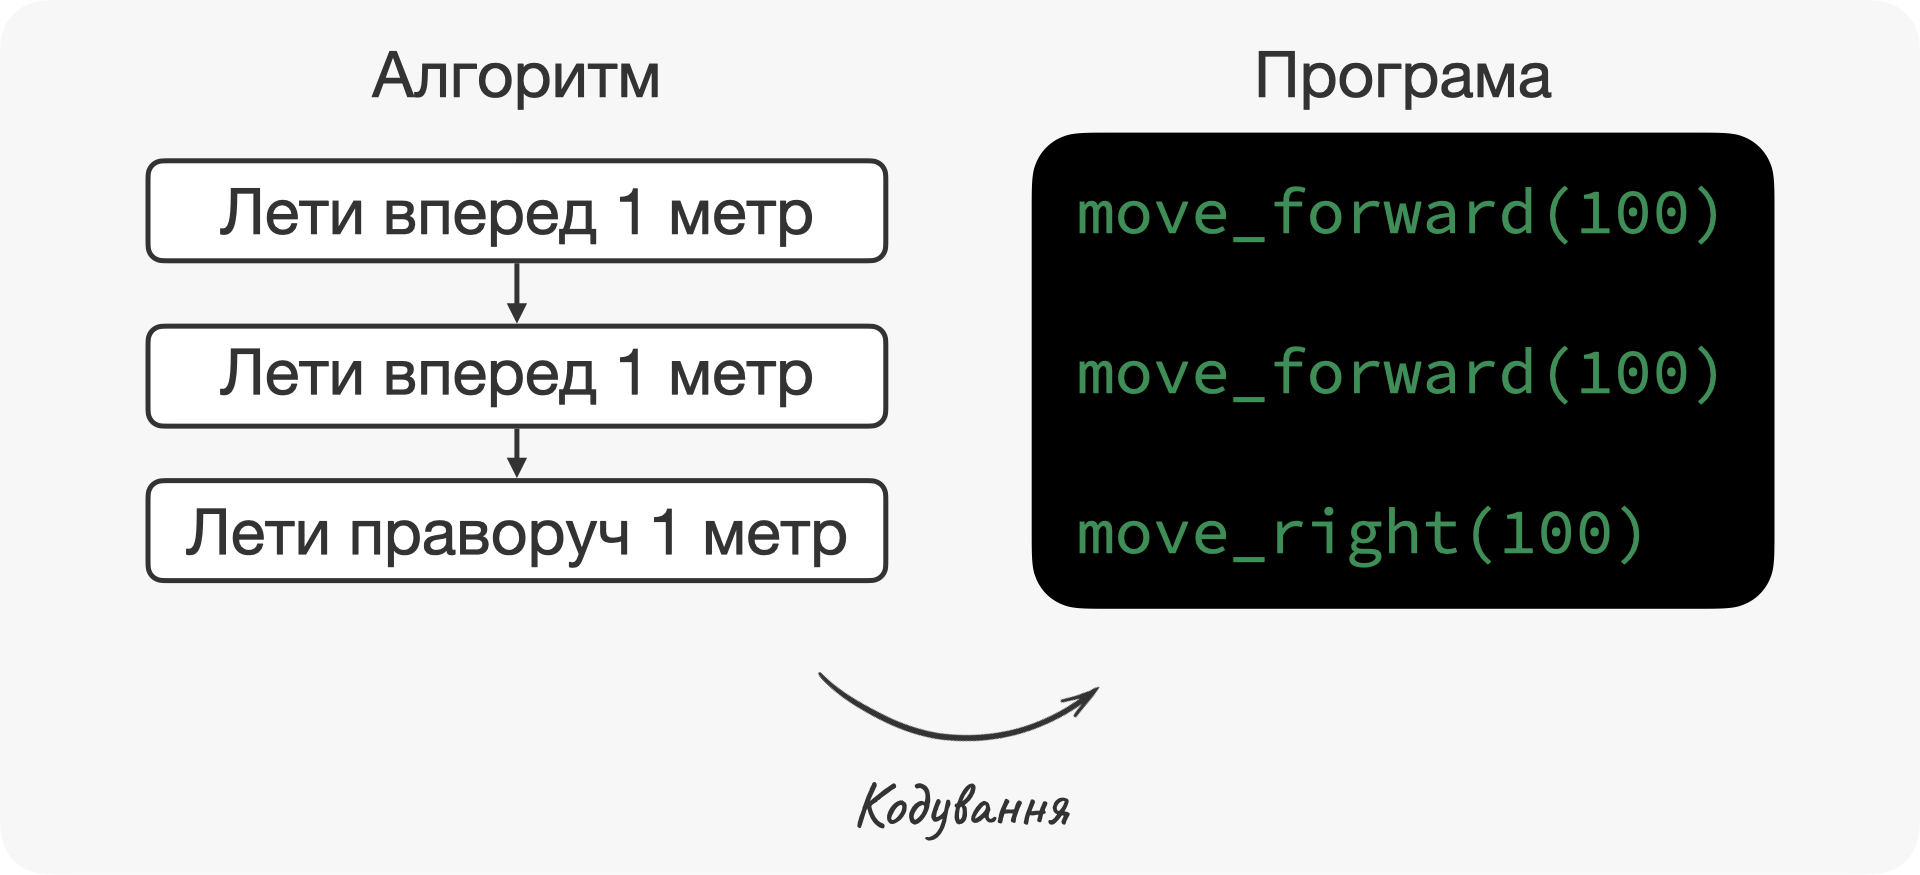 Алгоритм
Лети вперед 1 метр
Лети вперед 1 метр
Лети праворуч 1 метр
Програма
move_forward(100)
move_forward(100)
move_right(100)
Кодування